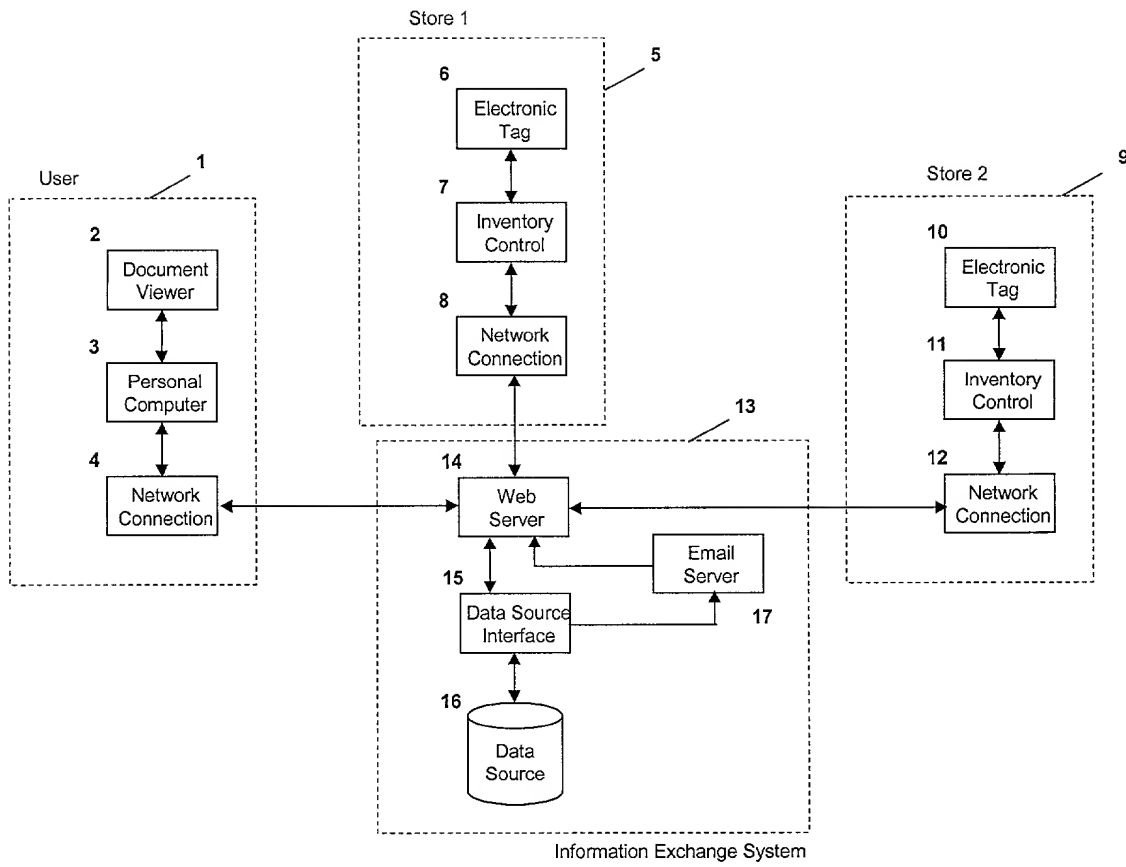 Store 1
5
6
Electronic
Tag
7
Inventory
Control
8
Network
Connection
User
1
2
Document
Viewer
3
Personal
Computer
4
Network
Connection
Store 2
9
10
Electronic
Tag
11
Inventory
Control
12
Network
Connection
13
14
Web
Server
Email
Server
17
15
Data Source
Interface
16
Data
Source
Information Exchange System